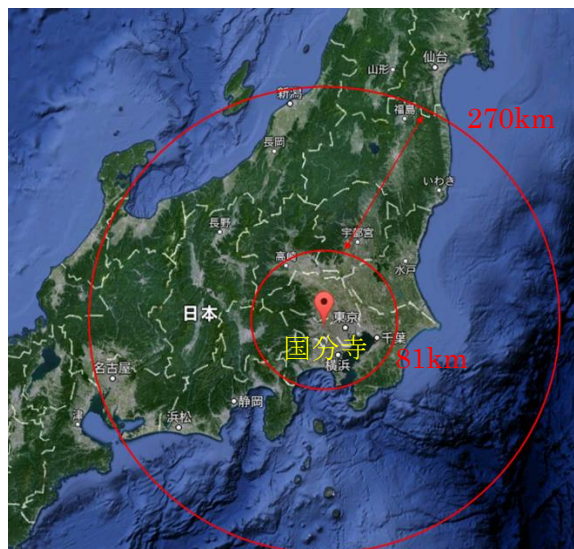 仙台
山形
新潟
福島
270km
長岡
いわき
長野
宇都宮
高崎
水戸
日本
東京
千葉
国分寺
81km
横浜
名古屋
静岡
津
浜松